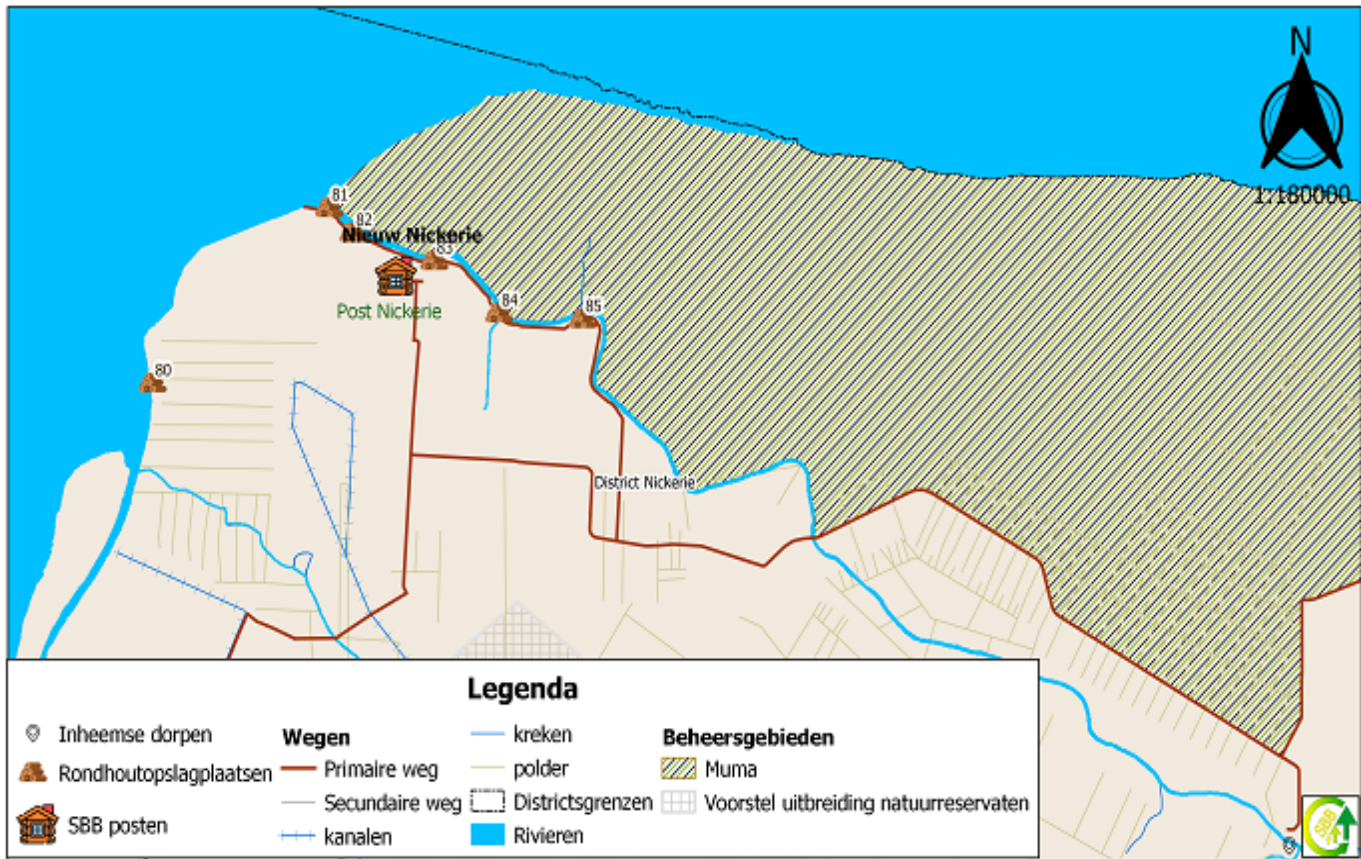 N
1:180000
81
82
Nieuw Nickerie
83
Post Nickerie
84
85
80
District Nickerie
Legenda
Inheemse dorpen
Rondhoutopslagplaatsen
SBB posten
Wegen
Primaire weg
Secundaire weg
kanalen
kreken
polder
Districtsgrenzen
Rivieren
Beheersgebieden
Muma
Voorstel uitbreiding natuurreservaten
SBB